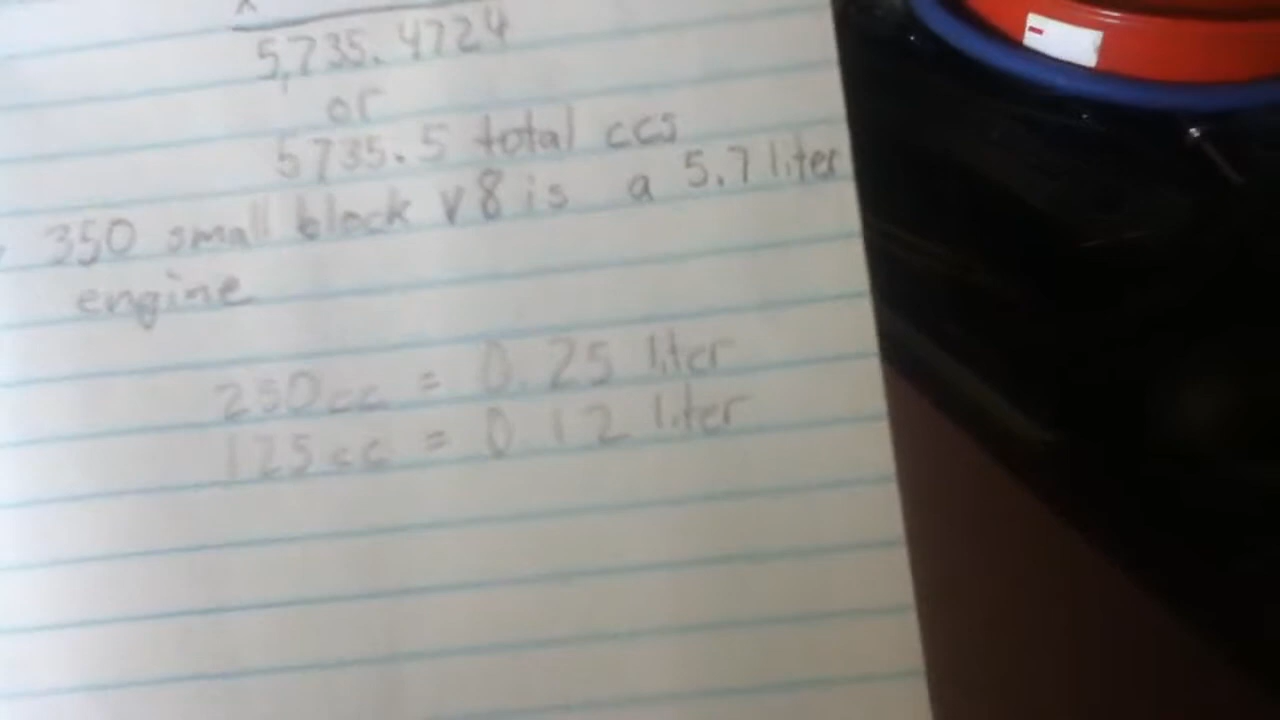 5,735.4724
or
5735.5 total ccs
350 small block V8 is a 5.7 liter
engine
250cc = 0.25 liter
125cc = 0.12 liter